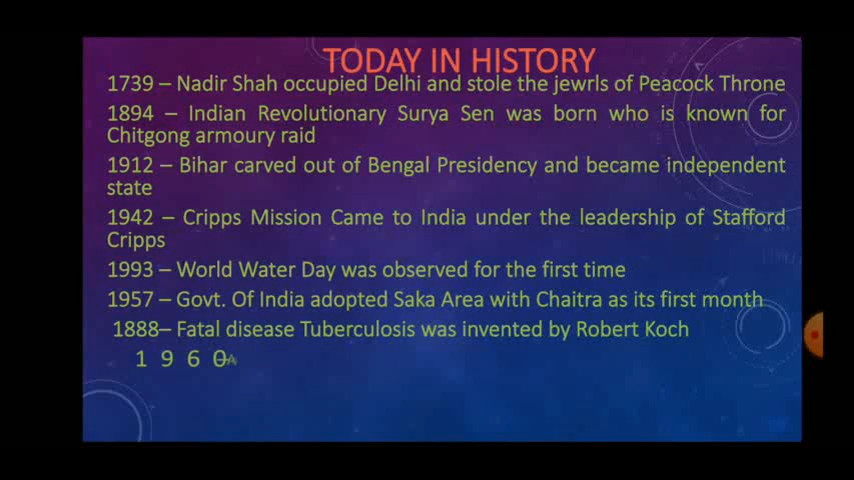 TODAY IN HISTORY
1739 – Nadir Shah occupied Delhi and stole the jewrls of Peacock Throne
1894 – Indian Revolutionary Surya Sen was born who is known for
Chitgong armoury raid
1912 – Bihar carved out of Bengal Presidency and became independent
state
1942 – Cripps Mission Came to India under the leadership of Stafford
Cripps
1993 – World Water Day was observed for the first time
1957 – Govt. Of India adopted Saka Area with Chaitra as its first month
1888– Fatal disease Tuberculosis was invented by Robert Koch
1960